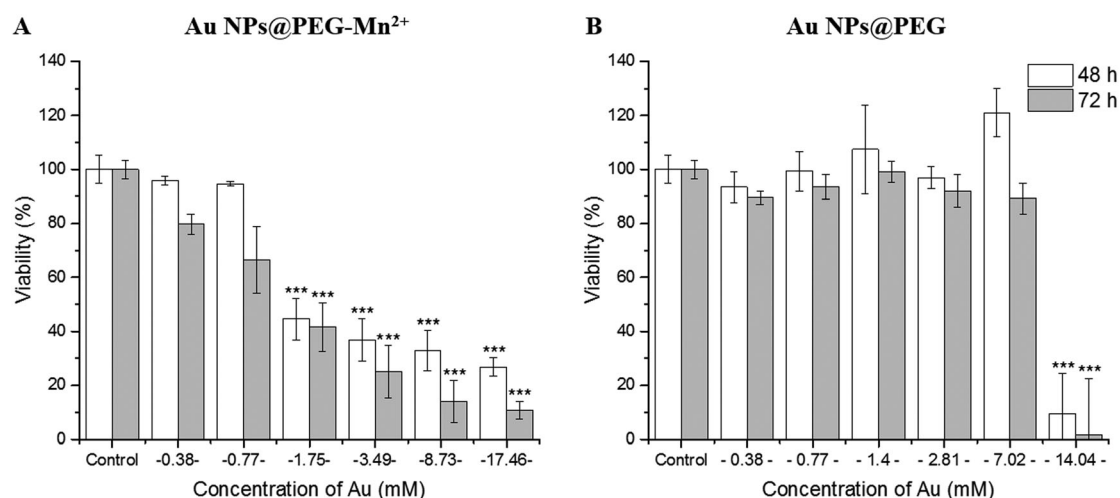 A Au NPs@PEG-Mn²⁺
140
120
100
80
60
40
20
0
Viability (%)
*** ***
***
***
***
***
***
***
Control -0.38- -0.77- -1.75- -3.49- -8.73- -17.46-
Concentration of Au (mM)
B Au NPs@PEG
48 h
72 h
140
120
100
80
60
40
20
0
Viability (%)
*** ***
Control - 0.38 - - 0.77 - - 1.4 - - 2.81 - - 7.02 - - 14.04 -
Concentration of Au (mM)